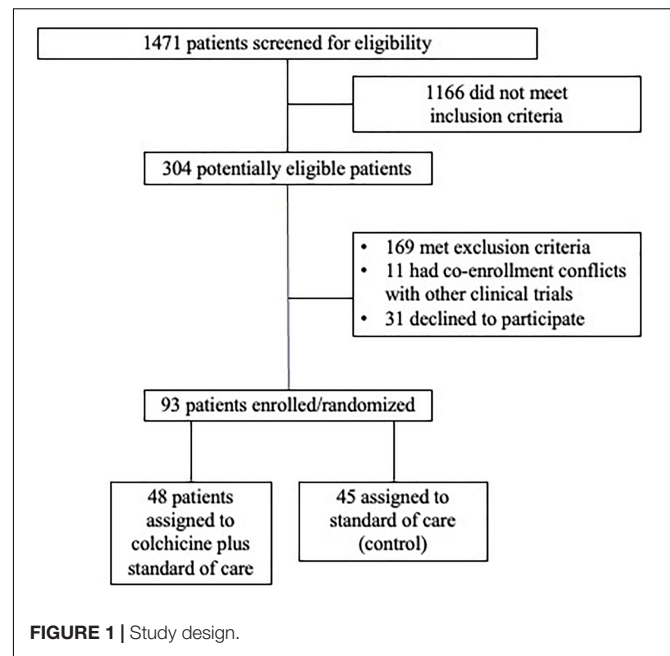 1471 patients screened for eligibility
1166 did not meet
inclusion criteria
304 potentially eligible patients
• 169 met exclusion criteria
• 11 had co-enrollment conflicts
with other clinical trials
• 31 declined to participate
93 patients enrolled/randomized
48 patients
assigned to
colchicine plus
standard of care
45 assigned to
standard of care
(control)
FIGURE 1 | Study design.